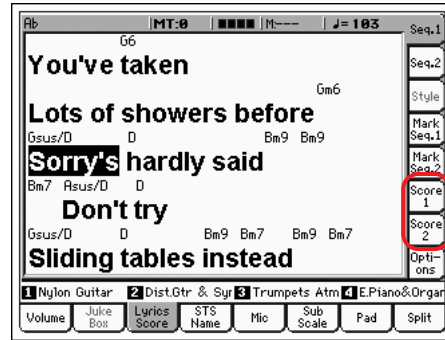 Ab MT:0 M:--- ♩=103 Seq.1
G6
You've taken
Seq.2
Gm6
Style
Lots of showers before
Mark Seq.1
Gsus/D D Bm9 Bm9
Sorry's hardly said
Mark Seq.2
Bm7 Asus/D D
Don't try
Score 1
Gsus/D D Bm9 Bm7 Bm9 Bm7
Score 2
Sliding tables instead
Opti-ons
1 Nylon Guitar 2 Dist.Gtr & Syr 3 Trumpets Atm 4 E.Piano&Organ
Volume Juke Box Lyrics Score STS Name Mic Sub Scale Pad Split